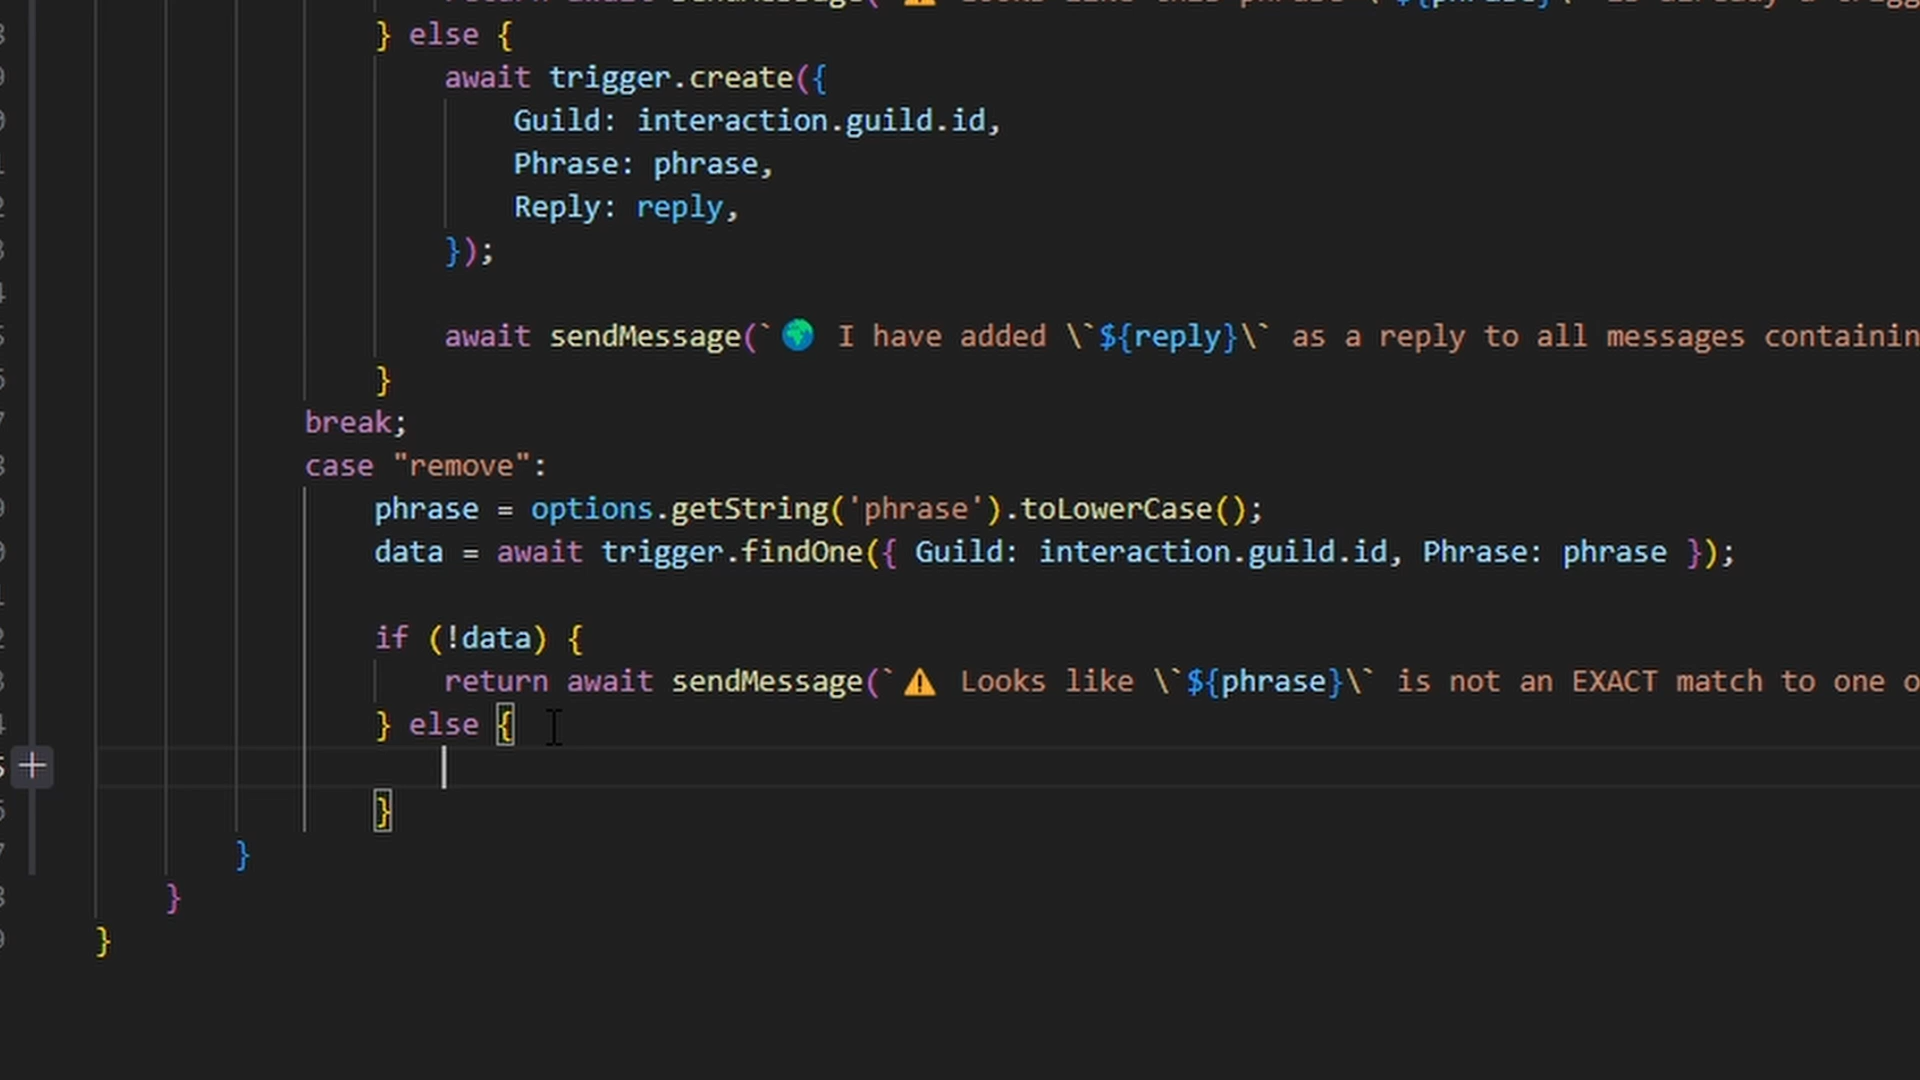 } else {
await trigger.create({
Guild: interaction.guild.id,
Phrase: phrase,
Reply: reply,
});
await sendMessage(`🌍 I have added \`${reply}\` as a reply to all messages
break;
case "remove":
phrase = options.getString('phrase').toLowerCase();
data = await trigger.findOne({ Guild: interaction.guild.id, Phrase: phrase });
if (!data) {
return await sendMessage(`⚠️ Looks like \`${phrase}\` is not an EXACT match to one
} else {
}
}
}
}